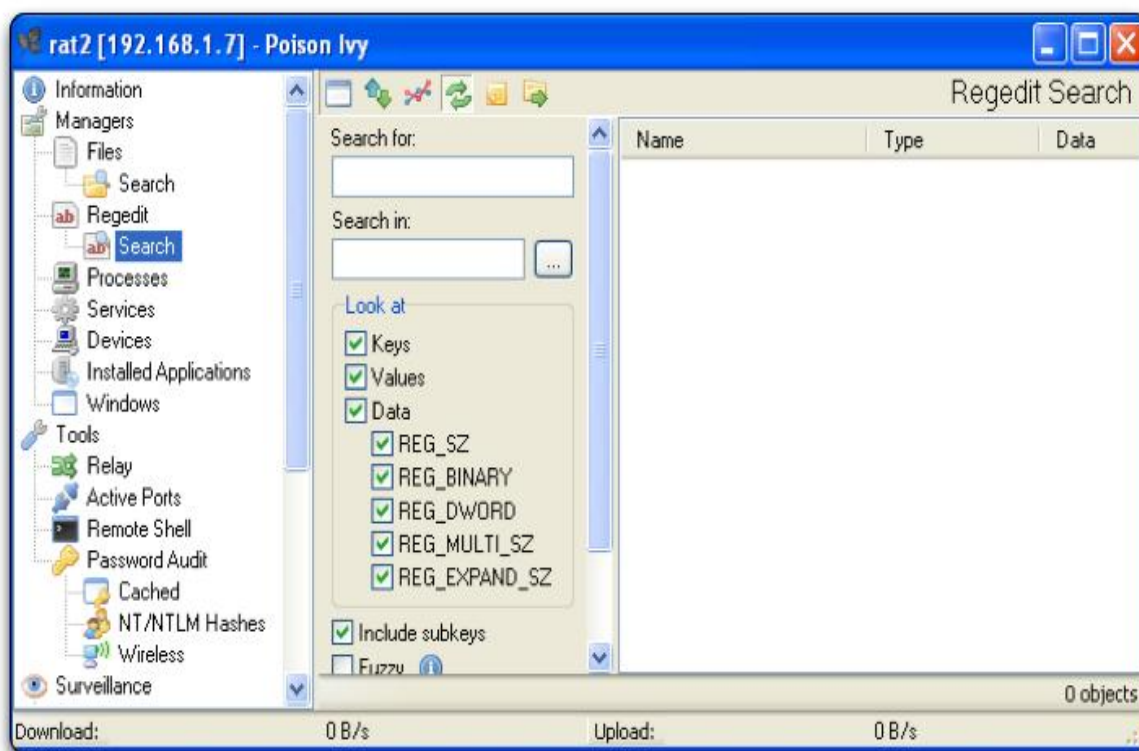 rat2 [192.168.1.7] - Poison Ivy
Information
Managers
Files
Search
Regedit
Search
Processes
Services
Devices
Installed Applications
Windows
Tools
Relay
Active Ports
Remote Shell
Password Audit
Cached
NT/NTLM Hashes
Wireless
Surveillance
Regedit Search
Search for:
Search in:
...
Look at
Keys
Values
Data
REG_SZ
REG_BINARY
REG_DWORD
REG_MULTI_SZ
REG_EXPAND_SZ
Include subkeys
Fuzzy
Name Type Data
0 objects
Download: 0 B/s Upload: 0 B/s